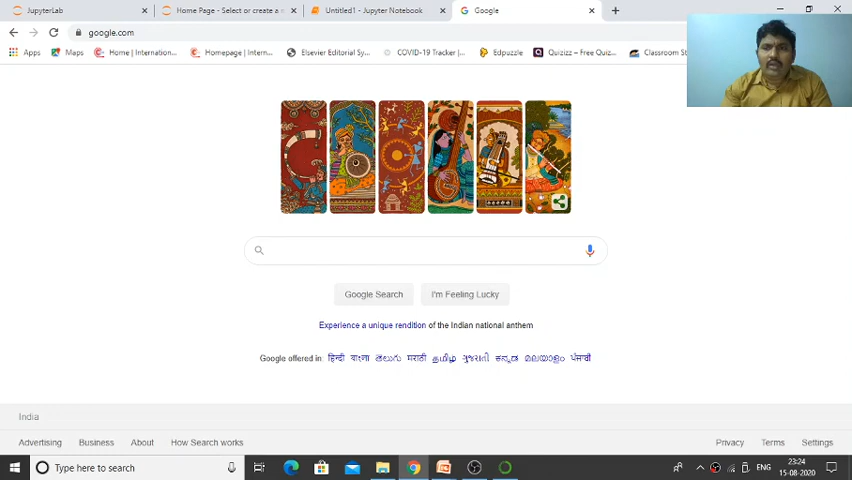 JupyterLab
Home Page - Select or create a n
Untitled1 - Jupyter Notebook
Google
google.com
Apps
Maps
Home | Internation...
Homepage | Intern...
Elsevier Editorial Sy...
COVID-19 Tracker |...
Edpuzzle
Quizizz – Free Quiz...
Classroom St
Google Search
I'm Feeling Lucky
Experience a unique rendition of the Indian national anthem
Google offered in: हिन्दी বাংলা తెలుగు मराठी தமிழ் ગુજરાતી ಕನ್ನಡ മലയാളം ਪੰਜਾਬੀ
India
Advertising Business About How Search works
Privacy Terms Settings
Type here to search
ENG
23:24
15-08-2020